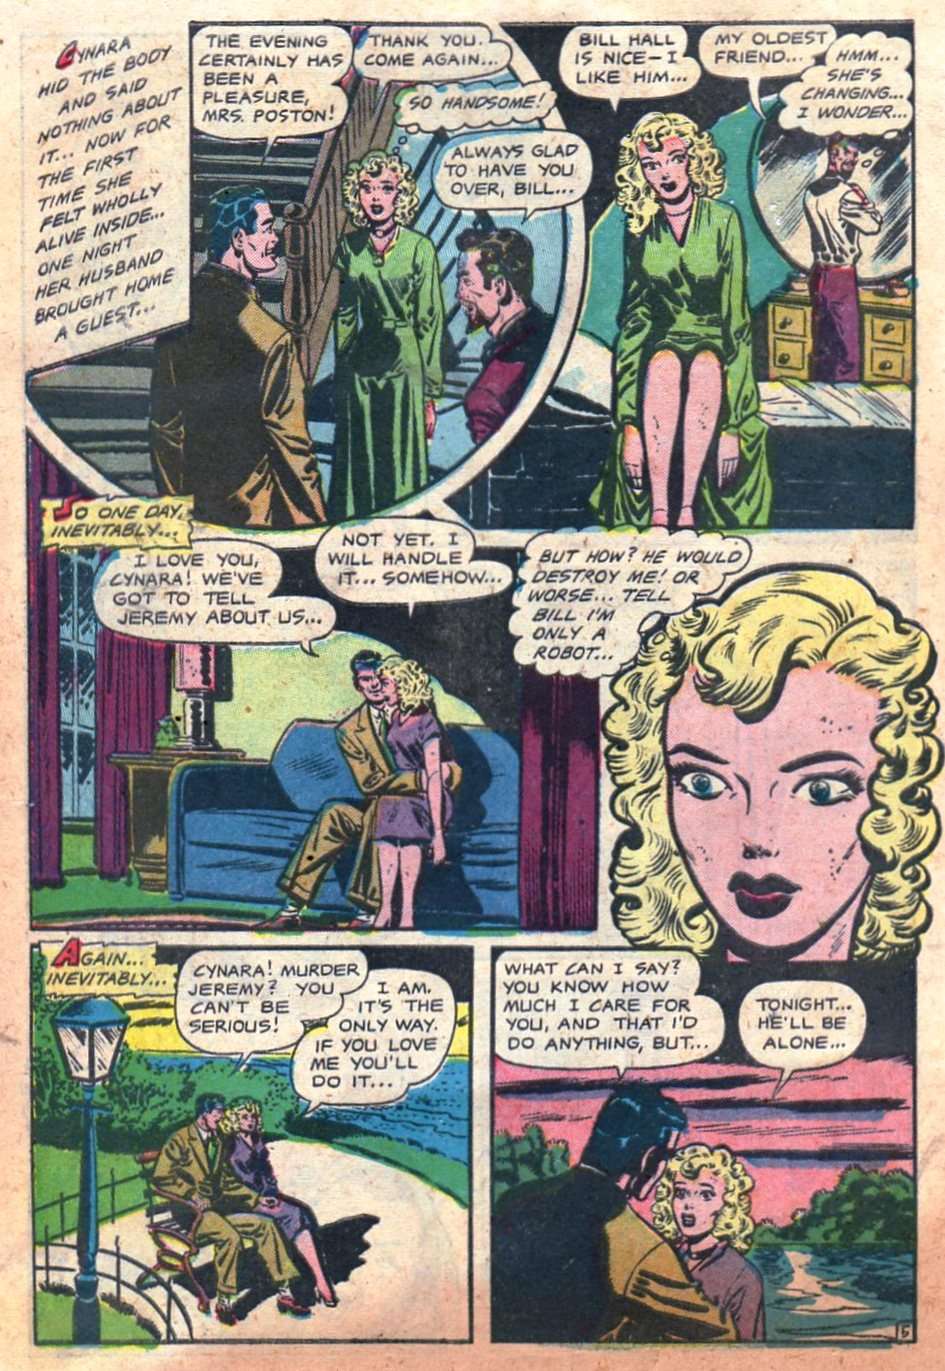 CYNARA
HID THE BODY
AND SAID
NOTHING ABOUT
IT... NOW FOR
THE FIRST
TIME SHE
FELT WHOLLY
ALIVE INSIDE...
ONE NIGHT
HER HUSBAND
BROUGHT HOME
A GUEST...
THE EVENING
CERTAINLY HAS
BEEN A
PLEASURE,
MRS. POSTON!
THANK YOU.
COME AGAIN...
SO HANDSOME!
ALWAYS GLAD
TO HAVE YOU
OVER, BILL...
BILL HALL
IS NICE—I
LIKE HIM...
MY OLDEST
FRIEND...
HMM...
SHE'S
CHANGING...
I WONDER...
SO ONE DAY,
INEVITABLY...
I LOVE YOU,
CYNARA! WE'VE
GOT TO TELL
JEREMY ABOUT US...
NOT YET. I
WILL HANDLE
IT... SOMEHOW...
BUT HOW? HE WOULD
DESTROY ME! OR
WORSE... TELL
BILL I'M
ONLY A
ROBOT...
AGAIN...
INEVITABLY...
CYNARA! MURDER
JEREMY? YOU
CAN'T BE
SERIOUS!
I AM.
IT'S THE
ONLY WAY.
IF YOU LOVE
ME YOU'LL
DO IT...
WHAT CAN I SAY?
YOU KNOW HOW
MUCH I CARE FOR
YOU, AND THAT I'D
DO ANYTHING, BUT...
TONIGHT...
HE'LL BE
ALONE...
5